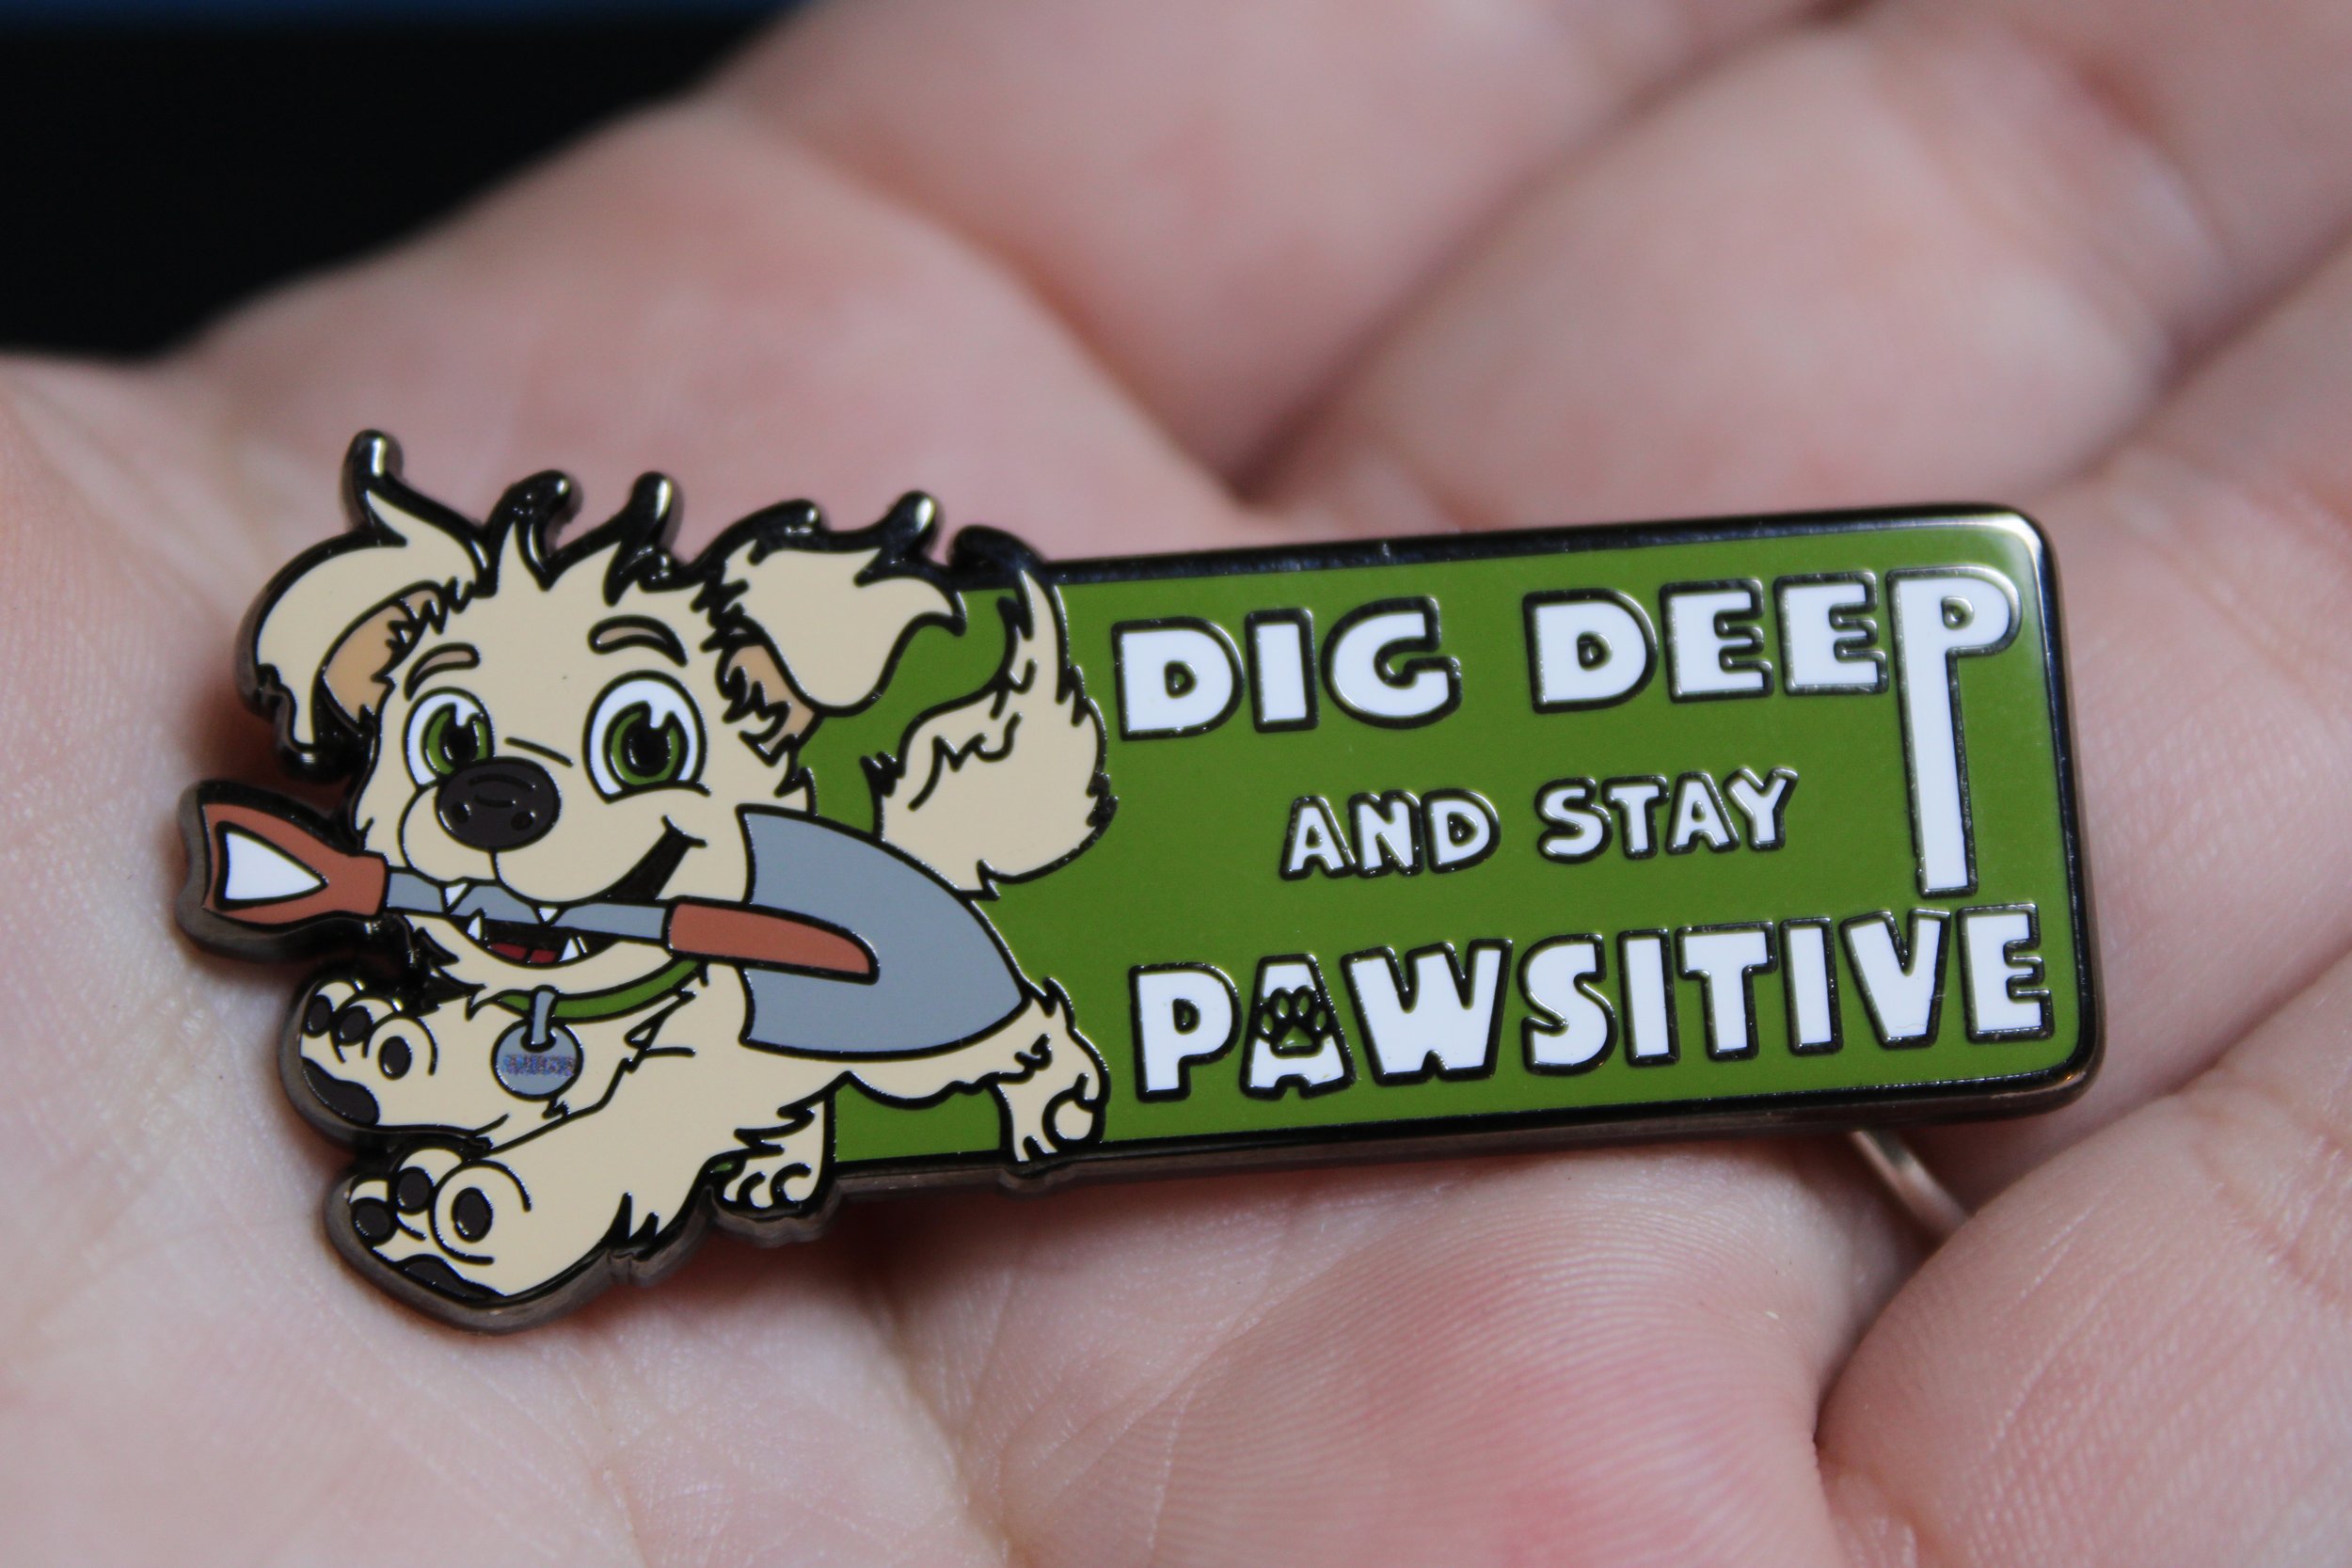 DIG DEEP
AND STAY
PAWSITIVE